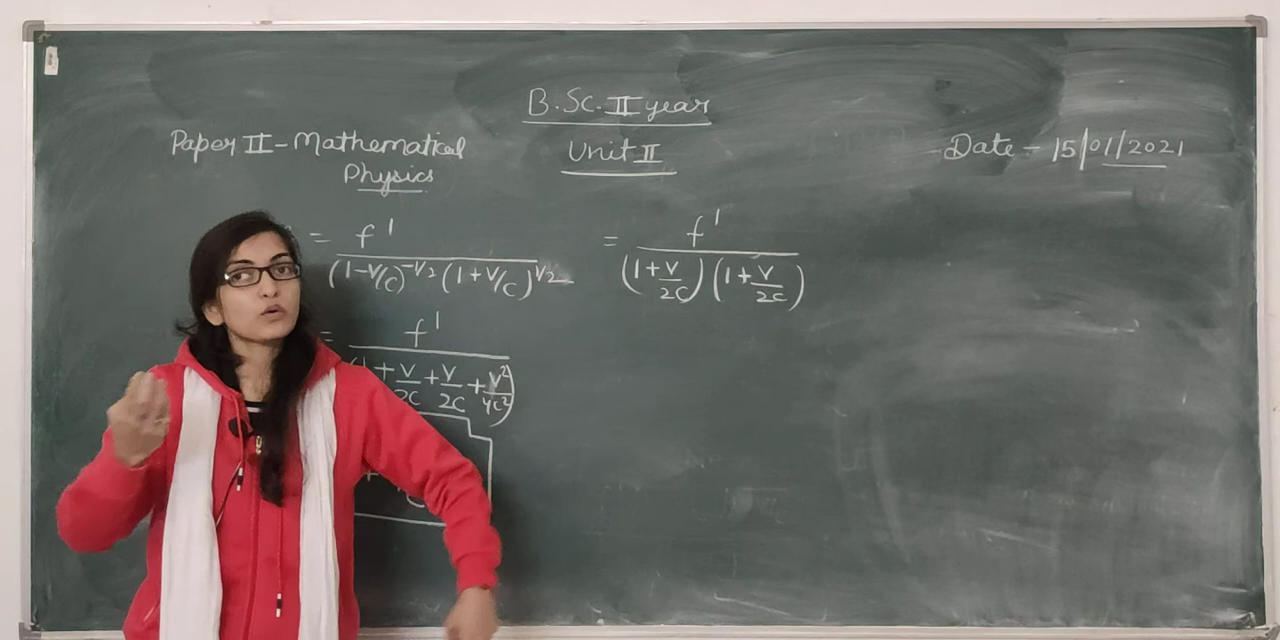 B.Sc. II year
Paper II - Mathematical Physics
Unit II
Date - 15/01/2021
= f'
(1-v/c)^-1/2 (1+v/c)^1/2
= f'
(1+v/2c) (1+v/2c)
= f'
(1+v/2c+v/2c+v²/4c²)